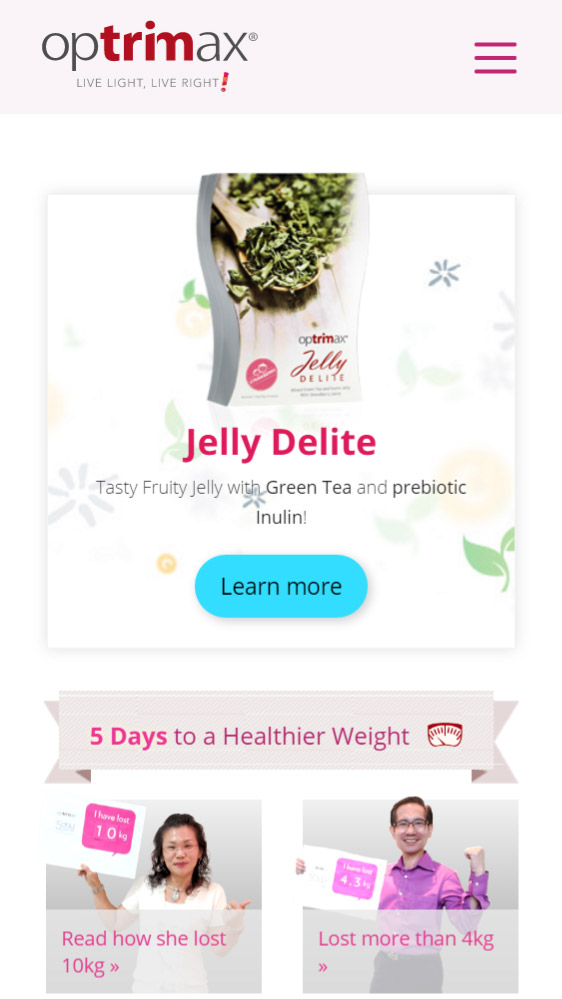 optrimax®
LIVE LIGHT, LIVE RIGHT!
optrimax
Jelly
DELITE
Jelly Delite
Tasty Fruity Jelly with Green Tea and prebiotic
Inulin!
Learn more
5 Days to a Healthier Weight
I have lost
10 kg
Read how she lost
10kg »
I have lost
4.3 kg
Lost more than 4kg
»